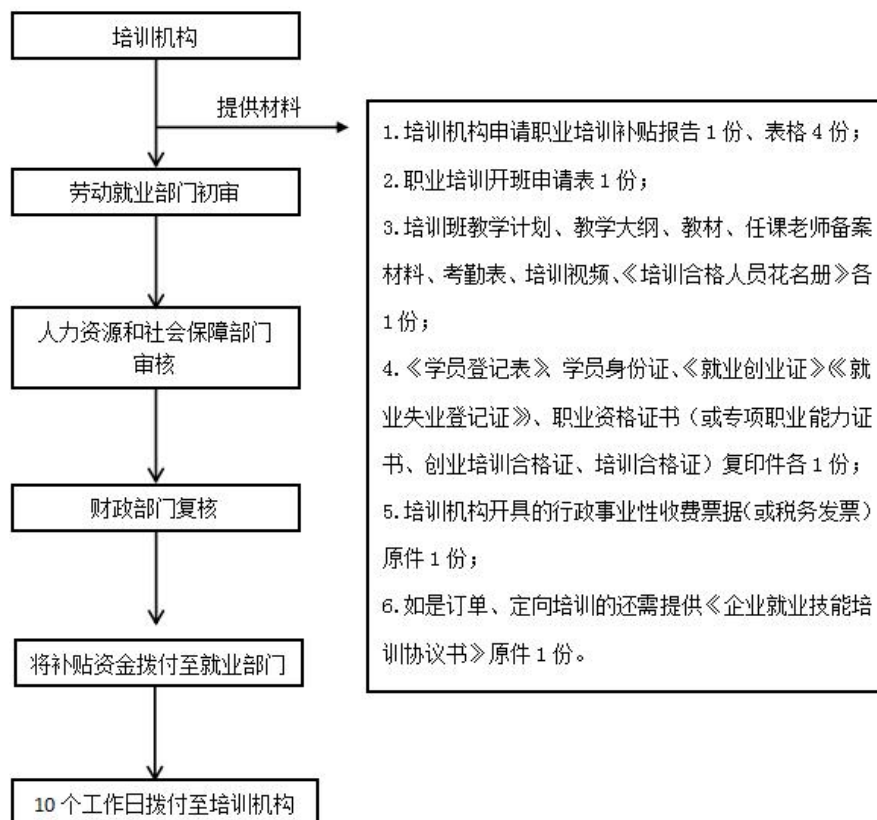 培训机构
提供材料
劳动就业部门初审
人力资源和社会保障部门
审核
财政部门复核
将补贴资金拨付至就业部门
10 个工作日拨付至培训机构
1.培训机构申请职业培训补贴报告 1 份、表格 4 份；
2.职业培训开班申请表 1 份；
3.培训班教学计划、教学大纲、教材、任课老师备案
材料、考勤表、培训视频、《培训合格人员花名册》各
1 份；
4.《学员登记表》、学员身份证、《就业创业证》（《就
业失业登记证》）、职业资格证书（或专项职业能力证
书、创业培训合格证、培训合格证）复印件各 1 份；
5.培训机构开具的行政事业性收费票据（或税务发票）
原件 1 份；
6.如是订单、定向培训的还需提供《企业就业技能培
训协议书》原件 1 份。